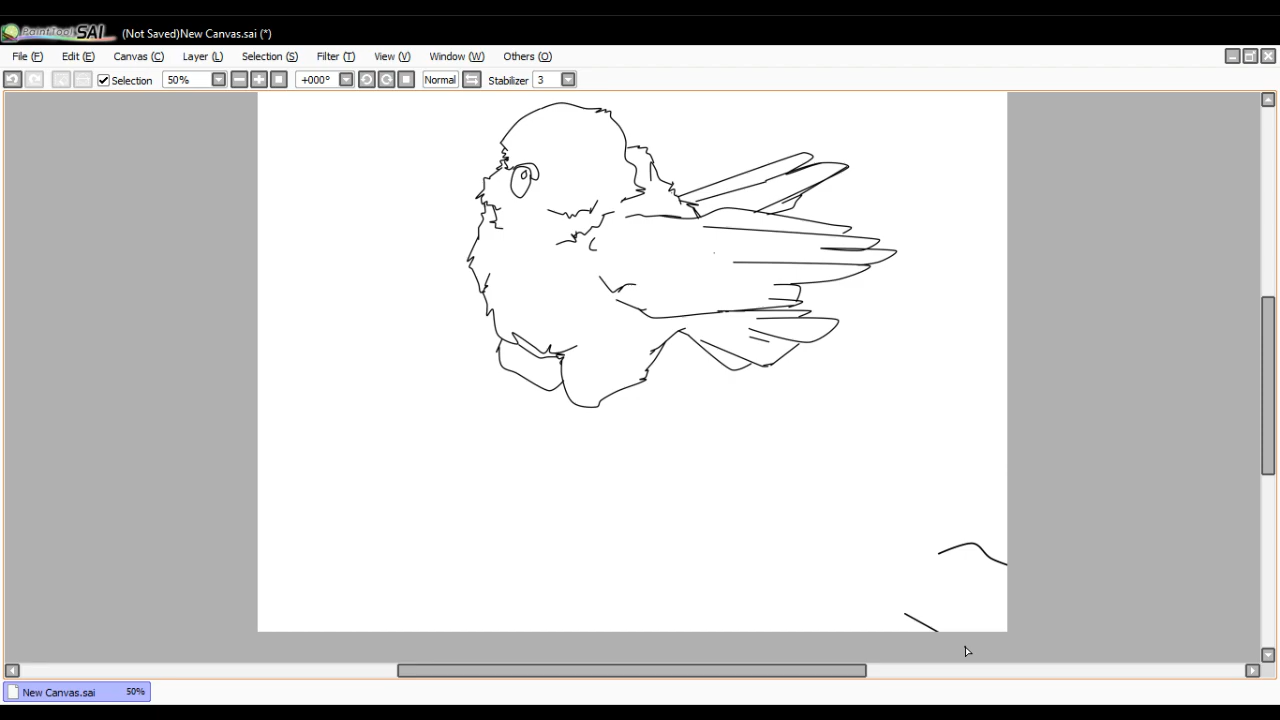 PaintTool SAI (Not Saved)New Canvas.sai (*)
File (F) Edit (E) Canvas (C) Layer (L) Selection (S) Filter (T) View (V) Window (W) Others (O)
Selection 50% +000° Normal Stabilizer 3
New Canvas.sai 50%